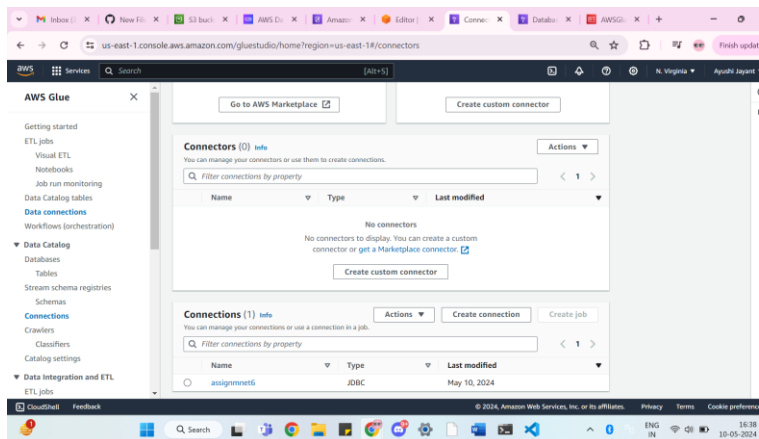 Inbox (
New Fil
S3 buck
AWS De
Amazo
Editor |
Connec
Databa
AWSGl
us-east-1.console.aws.amazon.com/gluestudio/home?region=us-east-1#/connectors
Finish updat
aws
Services
Search
[Alt+S]
N. Virginia
Ayushi Jayant
AWS Glue
Getting started
ETL jobs
Visual ETL
Notebooks
Job run monitoring
Data Catalog tables
Data connections
Workflows (orchestration)
Data Catalog
Databases
Tables
Stream schema registries
Schemas
Connections
Crawlers
Classifiers
Catalog settings
Data Integration and ETL
ETL jobs
Go to AWS Marketplace
Create custom connector
Connectors (0) Info
Actions
You can manage your connectors or use them to create connections.
Filter connections by property
1
Name Type Last modified
No connectors
No connectors to display. You can create a custom
connector or get a Marketplace connector.
Create custom connector
Connections (1) Info
Actions
Create connection
Create job
You can manage your connections or use a connection in a job.
Filter connections by property
1
Name Type Last modified
assignmnet6 JDBC May 10, 2024
CloudShell Feedback
© 2024, Amazon Web Services, Inc. or its affiliates. Privacy Terms Cookie preference
Search
ENG
IN
16:38
10-05-2024